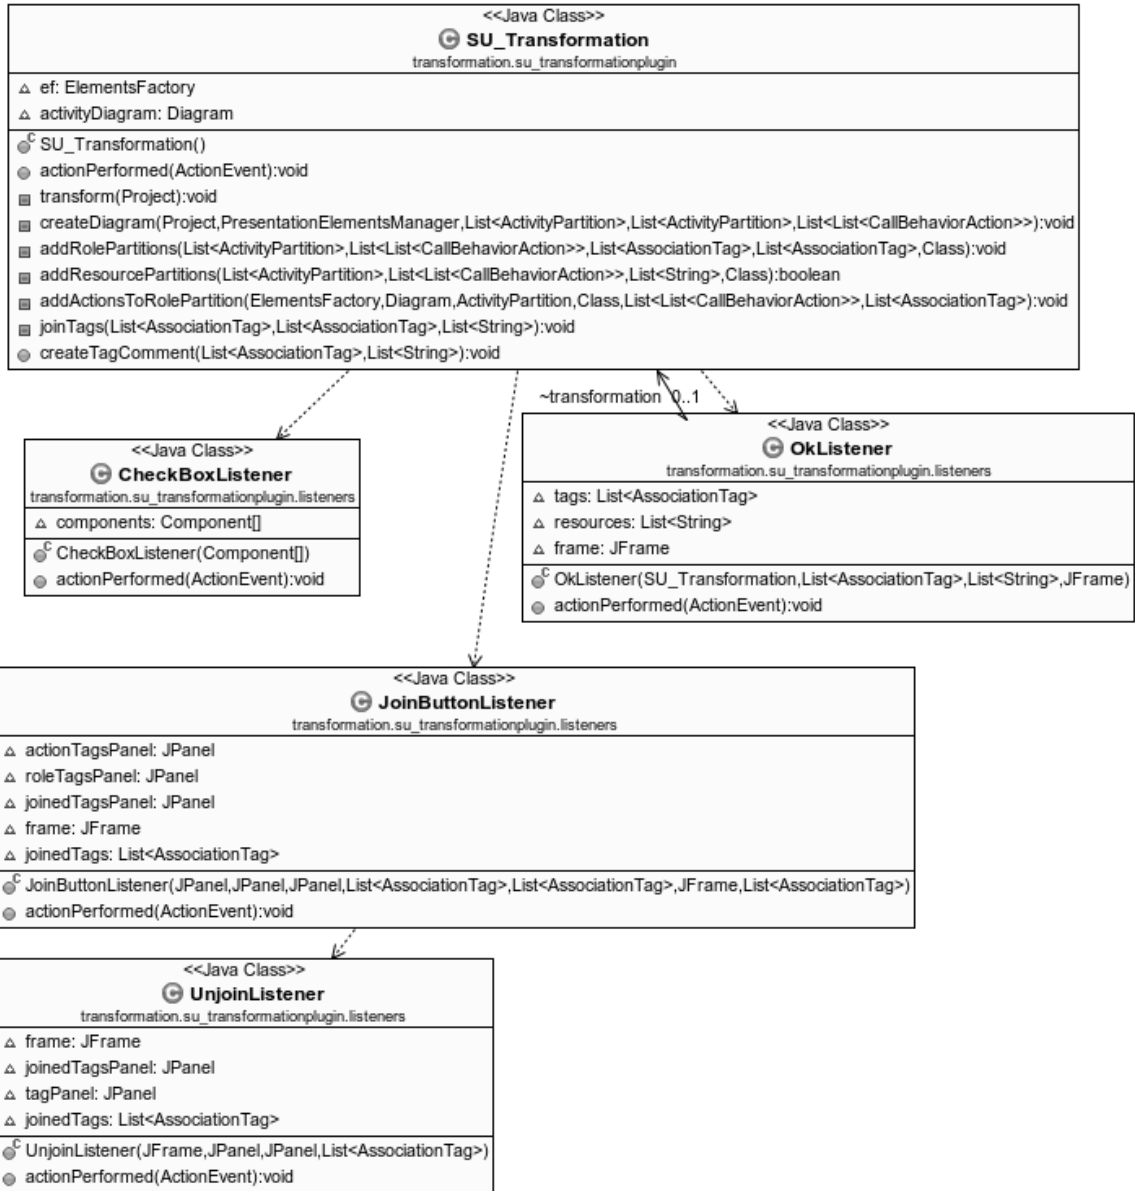 <<Java Class>>
SU_Transformation
transformation.su_transformationplugin
ef: ElementsFactory
activityDiagram: Diagram
SU_Transformation()
actionPerformed(ActionEvent):void
transform(Project):void
createDiagram(Project,PresentationElementsManager,List<ActivityPartition>,List<ActivityPartition>,List<List<CallBehaviorAction>>):void
addRolePartitions(List<ActivityPartition>,List<List<CallBehaviorAction>>,List<AssociationTag>,List<AssociationTag>,Class):void
addResourcePartitions(List<ActivityPartition>,List<List<CallBehaviorAction>>,List<String>,Class):boolean
addActionsToRolePartition(ElementsFactory,Diagram,ActivityPartition,Class,List<List<CallBehaviorAction>>,List<AssociationTag>):void
joinTags(List<AssociationTag>,List<AssociationTag>,List<String>):void
createTagComment(List<AssociationTag>,List<String>):void
~transformation 0..1
<<Java Class>>
CheckBoxListener
transformation.su_transformationplugin.listeners
components: Component[]
CheckBoxListener(Component[])
actionPerformed(ActionEvent):void
<<Java Class>>
OkListener
transformation.su_transformationplugin.listeners
tags: List<AssociationTag>
resources: List<String>
frame: JFrame
OkListener(SU_Transformation,List<AssociationTag>,List<String>,JFrame)
actionPerformed(ActionEvent):void
<<Java Class>>
JoinButtonListener
transformation.su_transformationplugin.listeners
actionTagsPanel: JPanel
roleTagsPanel: JPanel
joinedTagsPanel: JPanel
frame: JFrame
joinedTags: List<AssociationTag>
JoinButtonListener(JPanel,JPanel,JPanel,List<AssociationTag>,List<AssociationTag>,JFrame,List<AssociationTag>)
actionPerformed(ActionEvent):void
<<Java Class>>
UnjoinListener
transformation.su_transformationplugin.listeners
frame: JFrame
joinedTagsPanel: JPanel
tagPanel: JPanel
joinedTags: List<AssociationTag>
UnjoinListener(JFrame,JPanel,JPanel,List<AssociationTag>)
actionPerformed(ActionEvent):void